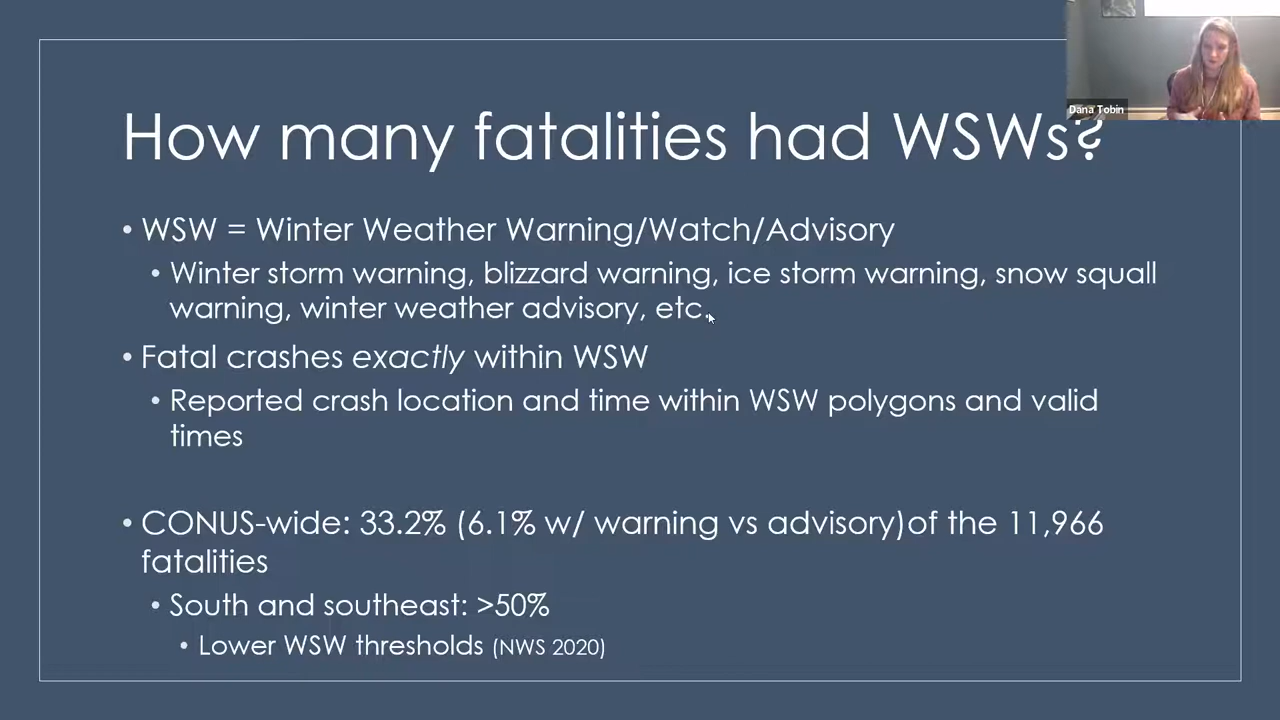 Dana Tobin
How many fatalities had WSWs?
• WSW = Winter Weather Warning/Watch/Advisory
• Winter storm warning, blizzard warning, ice storm warning, snow squall
warning, winter weather advisory, etc.
• Fatal crashes exactly within WSW
• Reported crash location and time within WSW polygons and valid
times
• CONUS-wide: 33.2% (6.1% w/ warning vs advisory)of the 11,966
fatalities
• South and southeast: >50%
• Lower WSW thresholds (NWS 2020)